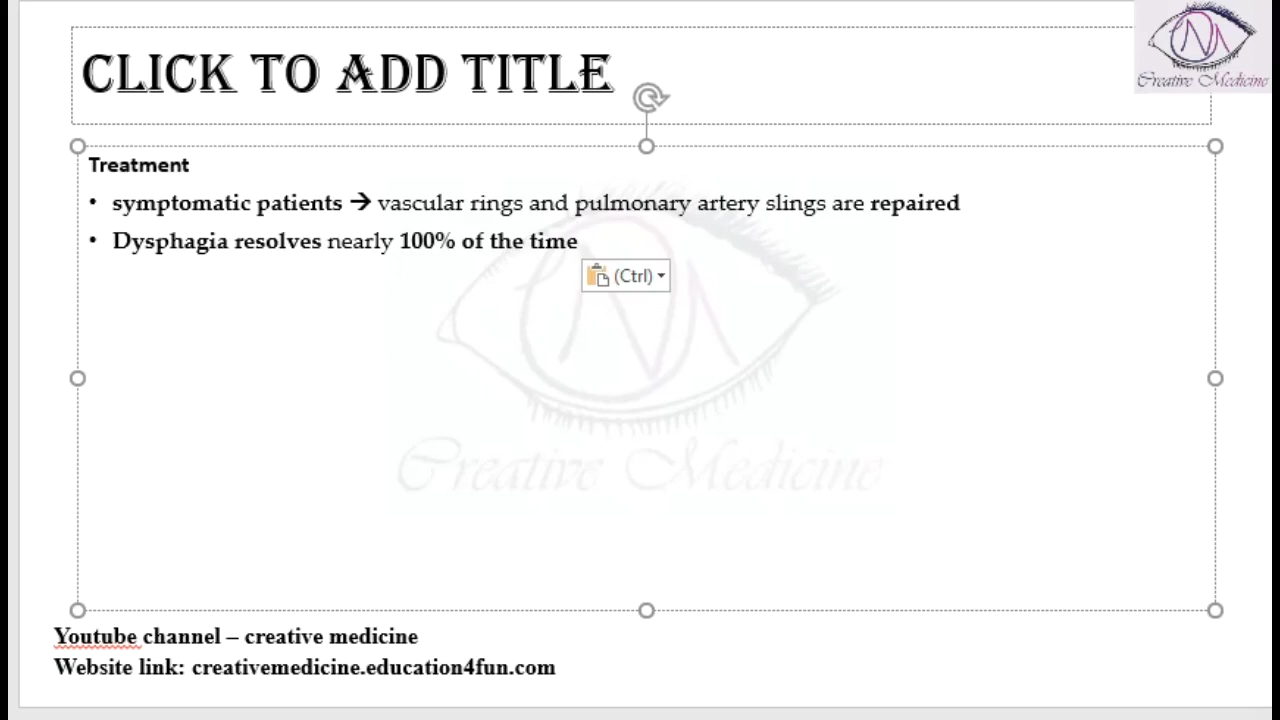 CLICK TO ADD TITLE
Creative Medicine
Treatment
• symptomatic patients → vascular rings and pulmonary artery slings are repaired
• Dysphagia resolves nearly 100% of the time
(Ctrl)
Creative Medicine
Youtube channel – creative medicine
Website link: creativemedicine.education4fun.com